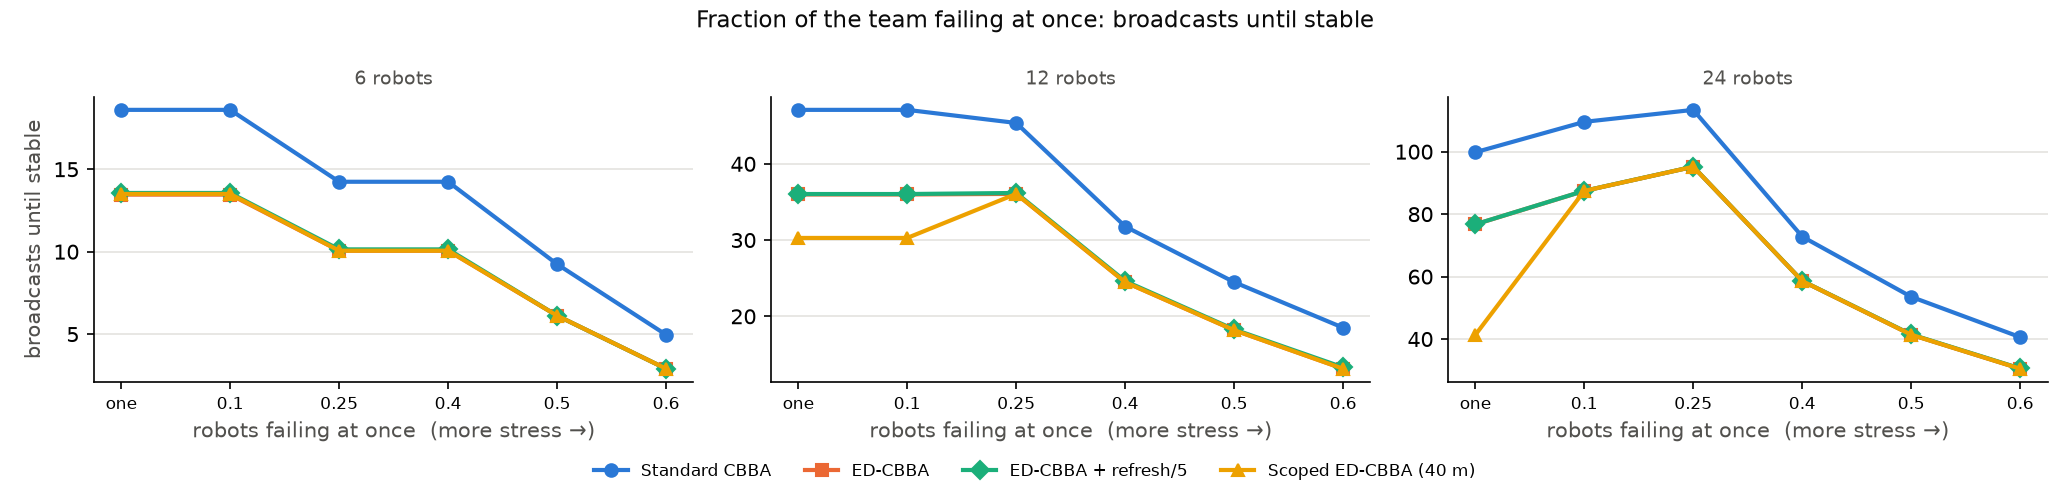 Fraction of the team failing at once: broadcasts until stable
6 robots
12 robots
24 robots
broadcasts until stable
15
10
5
40
30
20
100
80
60
40
one 0.1 0.25 0.4 0.5 0.6
one 0.1 0.25 0.4 0.5 0.6
one 0.1 0.25 0.4 0.5 0.6
robots failing at once (more stress →)
robots failing at once (more stress →)
robots failing at once (more stress →)
Standard CBBA
ED-CBBA
ED-CBBA + refresh/5
Scoped ED-CBBA (40 m)